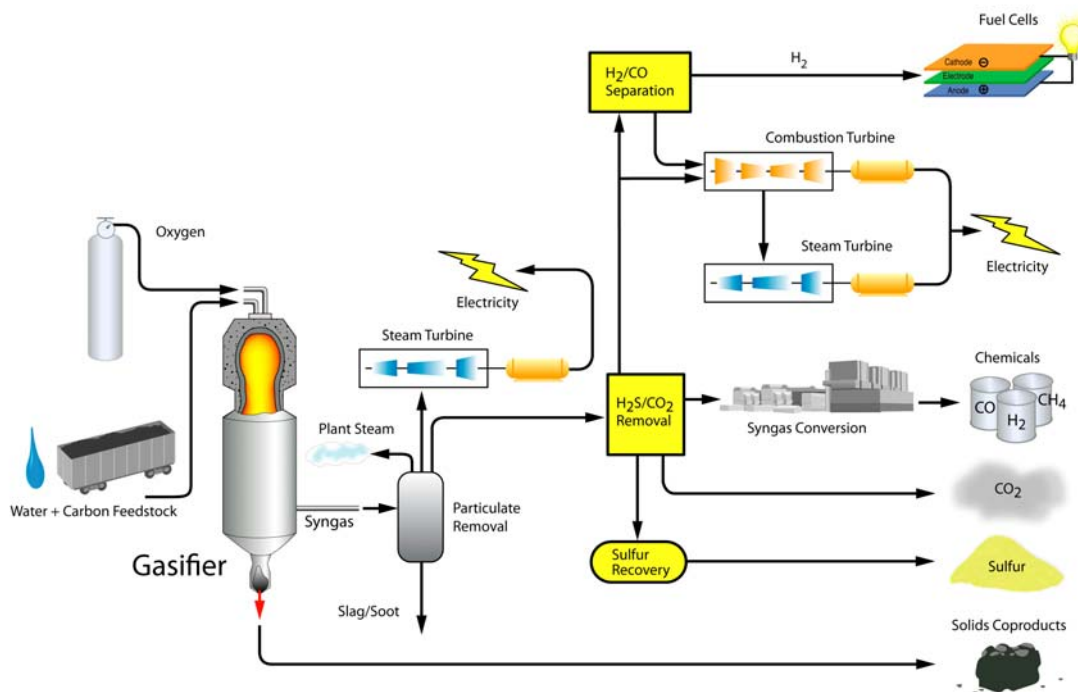 Fuel Cells
Cathode
Electrode
Anode
H2
H2/CO
Separation
Combustion Turbine
Steam Turbine
Electricity
Oxygen
Electricity
Steam Turbine
Plant Steam
Particulate
Removal
Water + Carbon Feedstock
Syngas
Gasifier
Slag/Soot
H2S/CO2
Removal
Syngas Conversion
Chemicals
CO
H2
CH4
CO2
Sulfur
Recovery
Sulfur
Solids Coproducts